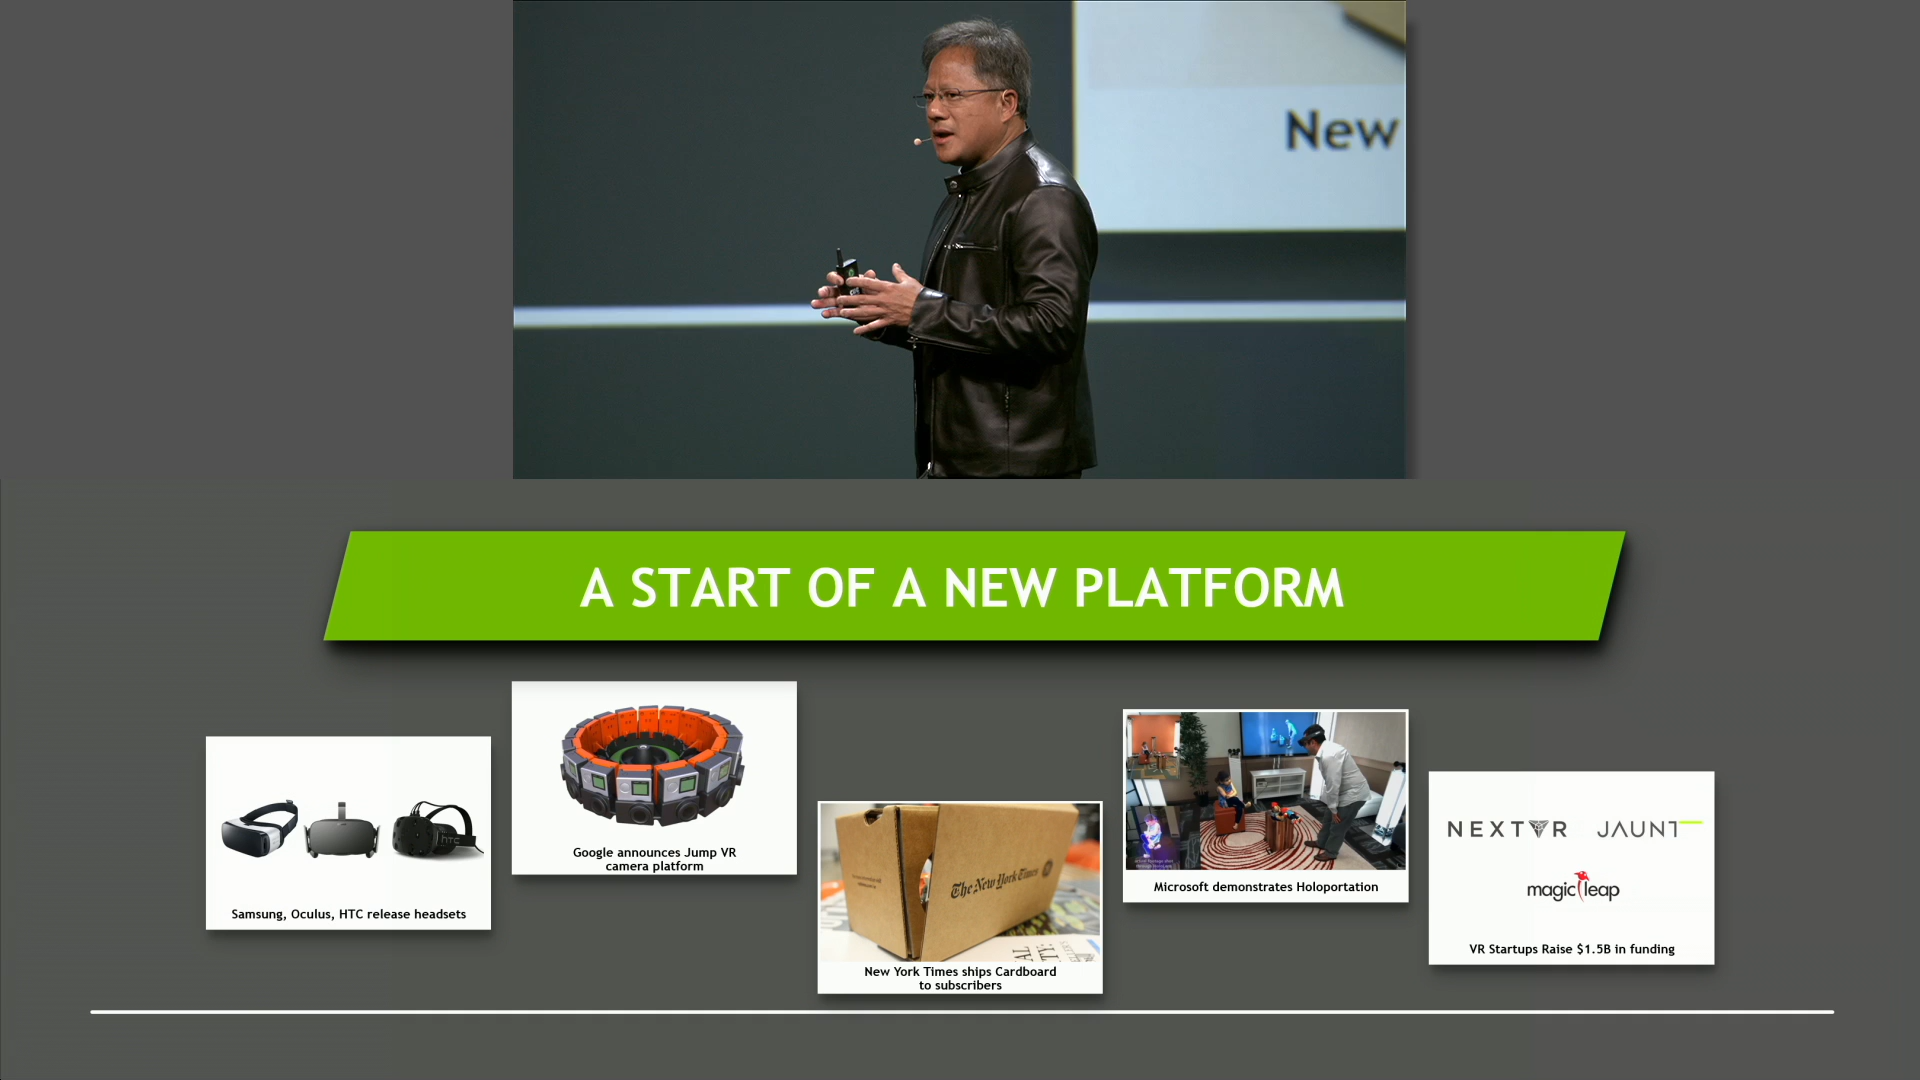 New
A START OF A NEW PLATFORM
Samsung, Oculus, HTC release headsets
hTC
Google announces Jump VR
camera platform
The New York Times
New York Times ships Cardboard
to subscribers
Microsoft demonstrates Holoportation
NEXTVR JAUNT
magic leap
VR Startups Raise $1.5B in funding